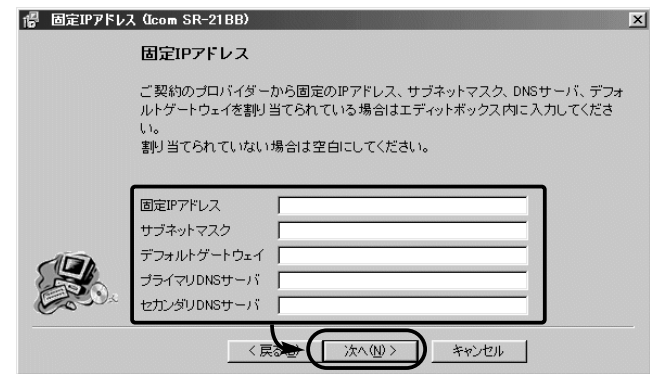 固定IPアドレス (Icom SR-21BB)
固定IPアドレス
ご契約のプロバイダーから固定のIPアドレス、サブネットマスク、DNSサーバ、デフォ
ルトゲートウェイを割り当てられている場合はエディットボックス内に入力してくださ
い。
割り当てられていない場合は空白にしてください。
固定IPアドレス
サブネットマスク
デフォルトゲートウェイ
プライマリDNSサーバ
セカンダリDNSサーバ
< 戻る 次へ(N) > キャンセル